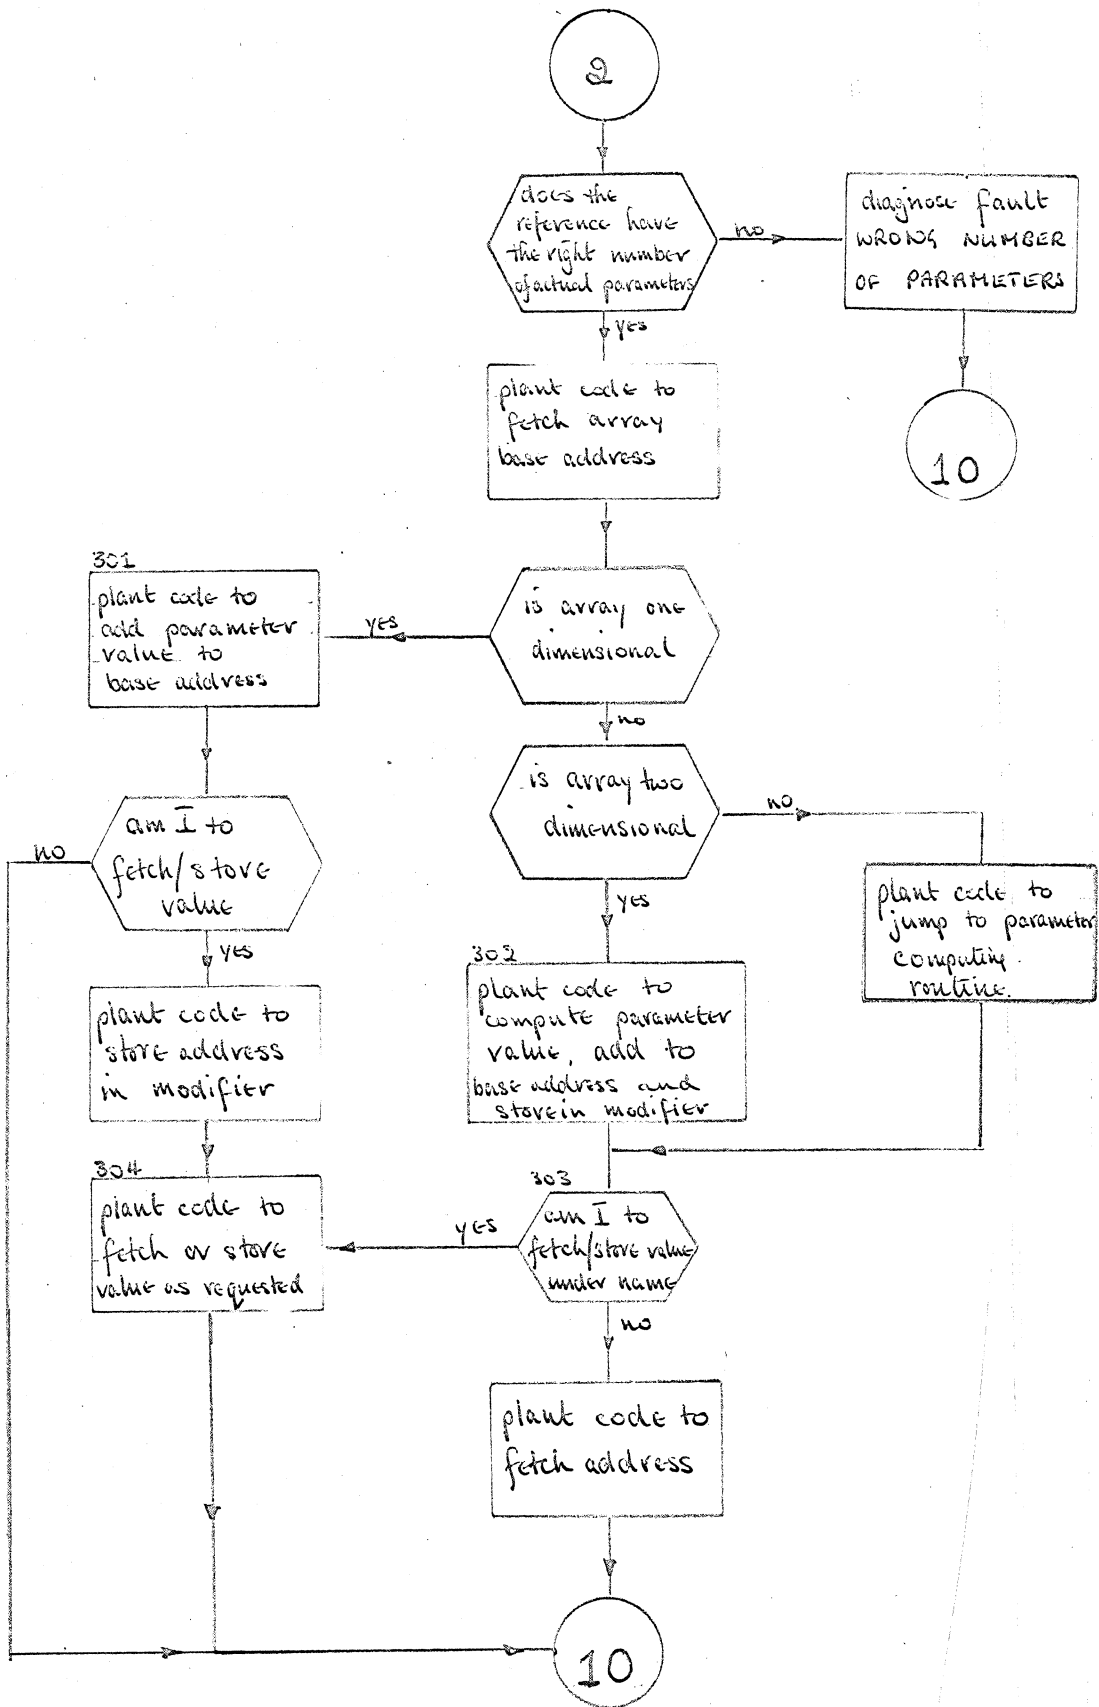 2
does the
reference have
the right number
of actual parameters
no
diagnose fault
WRONG NUMBER
OF PARAMETERS
yes
plant code to
fetch array
base address
10
301
plant code to
add parameter
value to
base address
yes
is array one
dimensional
no
is array two
dimensional
no
am I to
fetch/store
value
no
yes
yes
plant code to
jump to parameter
computing
routine.
302
plant code to
compute parameter
value, add to
base address and
store in modifier
plant code to
store address
in modifier
304
plant code to
fetch or store
value as requested
yes
303
am I to
fetch/store value
under name
no
plant code to
fetch address
10